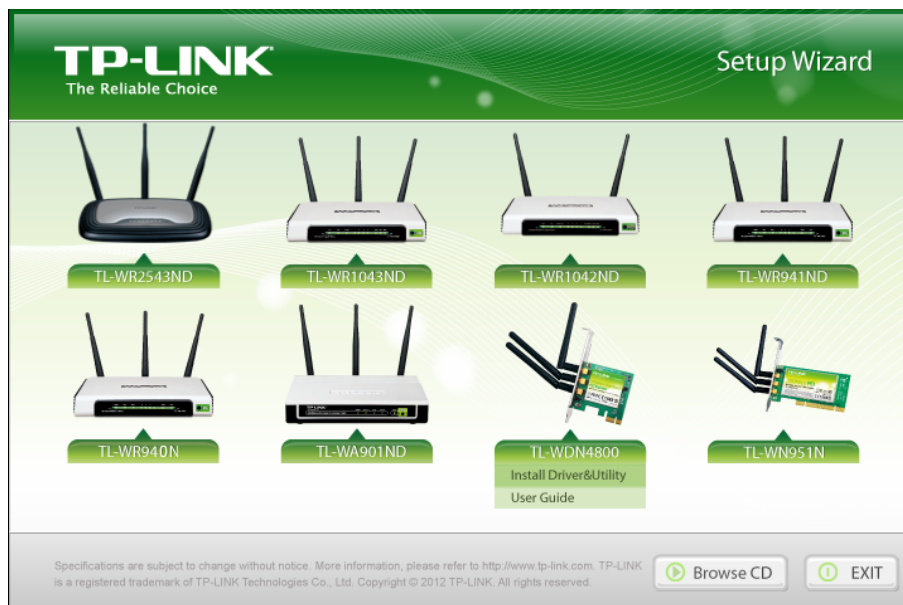 TP-LINK
The Reliable Choice
Setup Wizard
TL-WR2543ND
TL-WR1043ND
TL-WR1042ND
TL-WR941ND
TL-WR940N
TL-WA901ND
TL-WDN4800
TL-WN951N
Install Driver&Utility
User Guide
Specifications are subject to change without notice. More information, please refer to http://www.tp-link.com. TP-LINK
is a registered trademark of TP-LINK Technologies Co., Ltd. Copyright © 2012 TP-LINK. All rights reserved.
Browse CD
EXIT